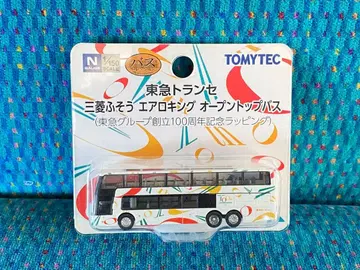 N
バス
TOMYTEC
東急トランセ
三菱ふそう エアロキング オープントップバス
(東急グループ創立100周年記念ラッピング)